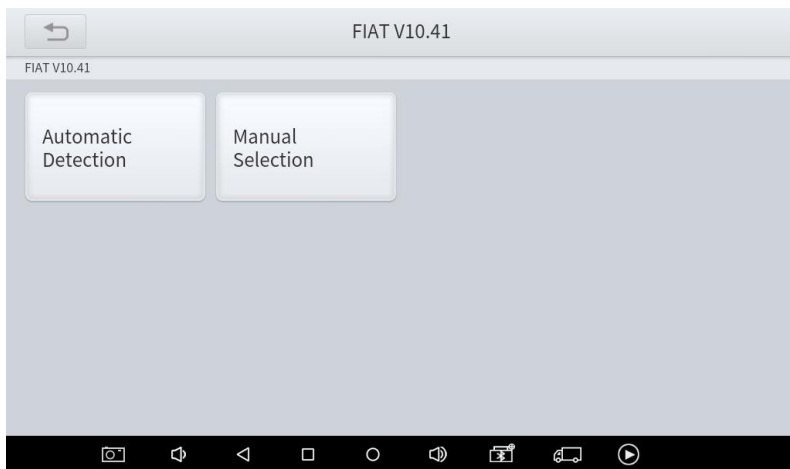 FIAT V10.41
FIAT V10.41
Automatic
Detection
Manual
Selection